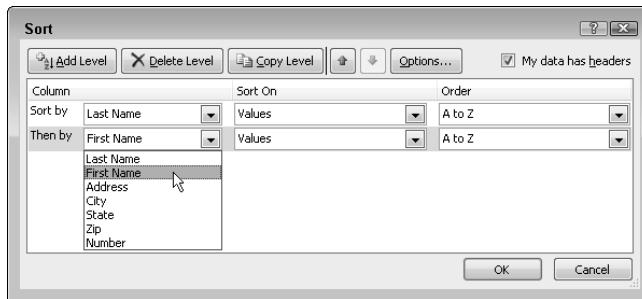 Sort
Add Level Delete Level Copy Level Options... My data has headers
Column Sort On Order
Sort by Last Name Values A to Z
Then by First Name Values A to Z
Last Name
First Name
Address
City
State
Zip
Number
OK Cancel